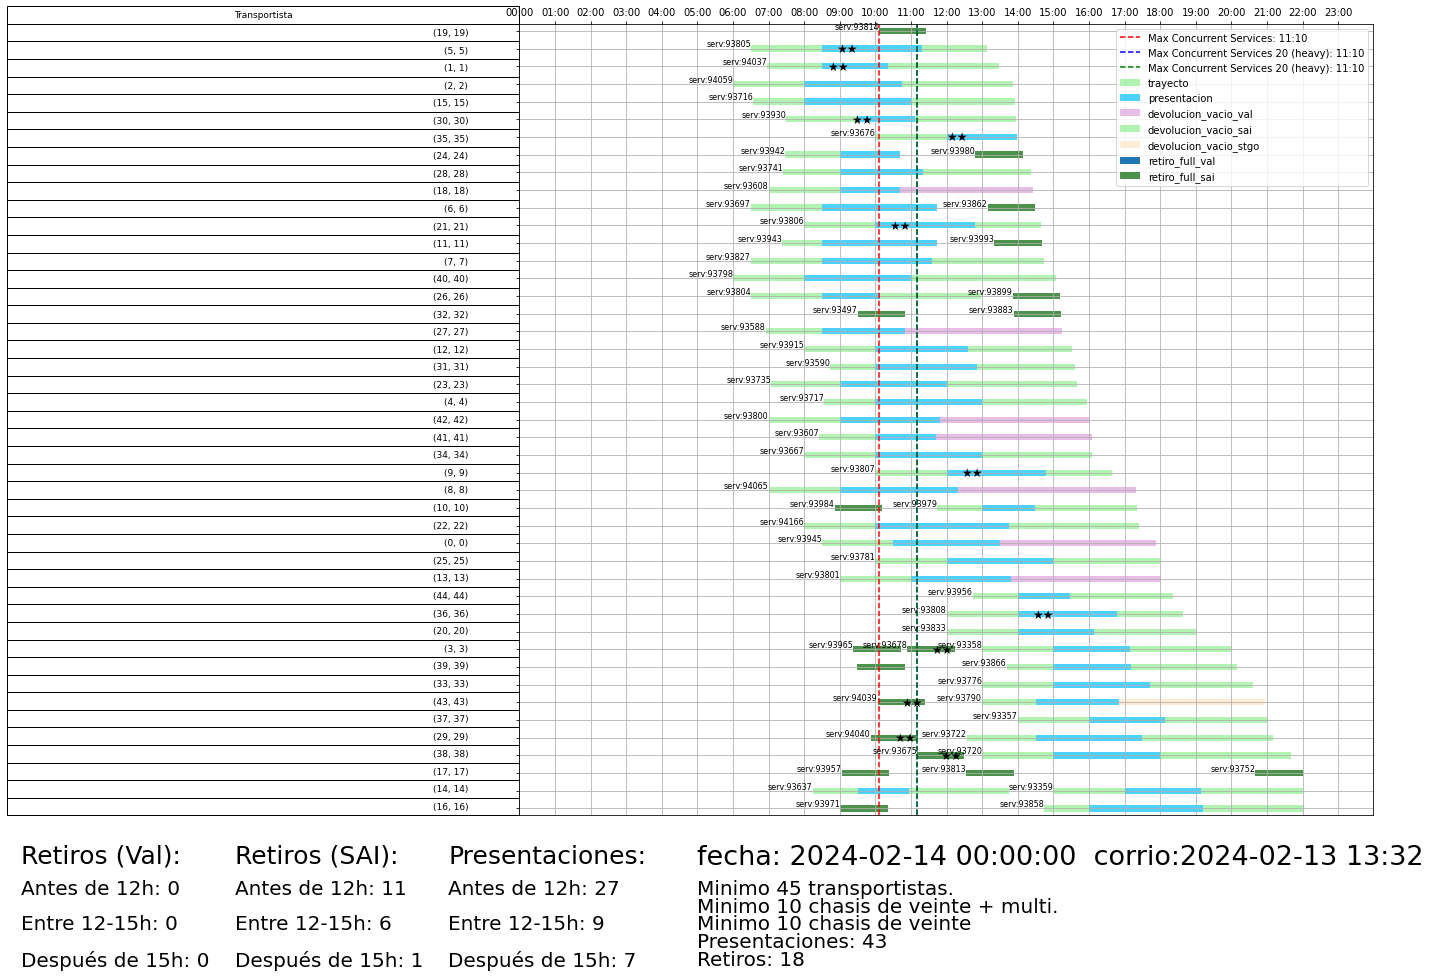 Transportista
00:00 01:00 02:00 03:00 04:00 05:00 06:00 07:00 08:00 09:00 10:00 11:00 12:00 13:00 14:00 15:00 16:00 17:00 18:00 19:00 20:00 21:00 22:00 23:00
(19, 19) serv:93814
(5, 5) serv:93805
(1, 1) serv:94037
(2, 2) serv:94059
(15, 15) serv:93716
(30, 30) serv:93930
(35, 35) serv:93676
(24, 24) serv:93942 serv:93980
(28, 28) serv:93741
(18, 18) serv:93608
(6, 6) serv:93697 serv:93862
(21, 21) serv:93806
(11, 11) serv:93943 serv:93993
(7, 7) serv:93827
(40, 40) serv:93798
(26, 26) serv:93804 serv:93899
(32, 32) serv:93497 serv:93883
(27, 27) serv:93588
(12, 12) serv:93915
(31, 31) serv:93590
(23, 23) serv:93735
(4, 4) serv:93717
(42, 42) serv:93800
(41, 41) serv:93607
(34, 34) serv:93667
(9, 9) serv:93807
(8, 8) serv:94065
(10, 10) serv:93984 serv:93979
(22, 22) serv:94166
(0, 0) serv:93945
(25, 25) serv:93781
(13, 13) serv:93801
(44, 44) serv:93956
(36, 36) serv:93808
(20, 20) serv:93833
(3, 3) serv:93965 serv:93678 serv:93358
(39, 39) serv:93866
(33, 33) serv:93776
(43, 43) serv:94039 serv:93790
(37, 37) serv:93357
(29, 29) serv:94040 serv:93722
(38, 38) serv:93675 serv:93720
(17, 17) serv:93957 serv:93813 serv:93752
(14, 14) serv:93637 serv:93359
(16, 16) serv:93971 serv:93858
Max Concurrent Services: 11:10
Max Concurrent Services 20 (heavy): 11:10
Max Concurrent Services 20 (heavy): 11:10
trayecto
presentacion
devolucion_vacio_val
devolucion_vacio_sai
devolucion_vacio_stgo
retiro_full_val
retiro_full_sai
Retiros (Val):
Antes de 12h: 0
Entre 12-15h: 0
Después de 15h: 0
Retiros (SAI):
Antes de 12h: 11
Entre 12-15h: 6
Después de 15h: 1
Presentaciones:
Antes de 12h: 27
Entre 12-15h: 9
Después de 15h: 7
fecha: 2024-02-14 00:00:00 corrio:2024-02-13 13:32
Minimo 45 transportistas.
Minimo 10 chasis de veinte + multi.
Minimo 10 chasis de veinte
Presentaciones: 43
Retiros: 18